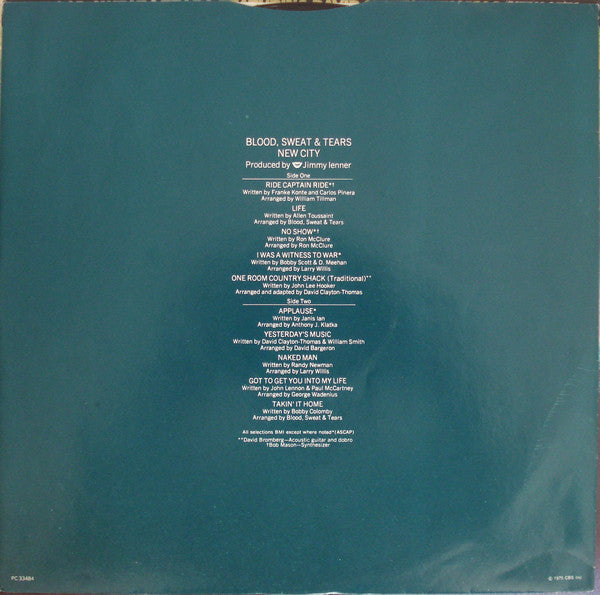 BLOOD, SWEAT & TEARS
NEW CITY
Produced by Jimmy Ienner
Side One
RIDE CAPTAIN RIDE*†
Written by Franke Konte and Carlos Pinera
Arranged by William Tillman
LIFE
Written by Allen Toussaint
Arranged by Blood, Sweat & Tears
NO SHOW*†
Written by Ron McClure
Arranged by Ron McClure
I WAS A WITNESS TO WAR*
Written by Bobby Scott & D. Meehan
Arranged by Larry Willis
ONE ROOM COUNTRY SHACK (Traditional)**
Written by John Lee Hooker
Arranged and adapted by David Clayton-Thomas
Side Two
APPLAUSE*
Written by Janis Ian
Arranged by Anthony J. Klatka
YESTERDAY'S MUSIC
Written by David Clayton-Thomas & William Smith
Arranged by David Bargeron
NAKED MAN
Written by Randy Newman
Arranged by Larry Willis
GOT TO GET YOU INTO MY LIFE
Written by John Lennon & Paul McCartney
Arranged by George Wadenius
TAKIN' IT HOME
Written by Bobby Colomby
Arranged by Blood, Sweat & Tears
All selections BMI except where noted*(ASCAP)
**David Bromberg—Acoustic guitar and dobro
†Bob Mason—Synthesizer
PC 33484
© 1975 CBS Inc